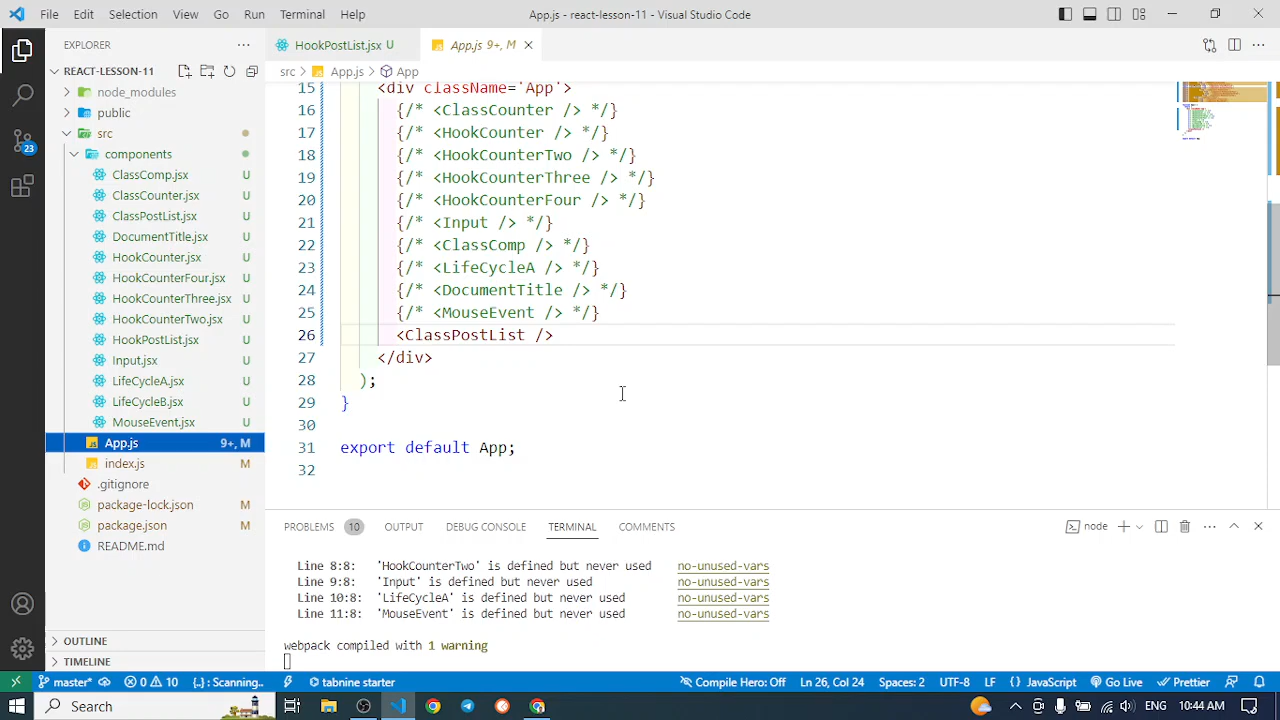 File Edit Selection View Go Run Terminal Help App.js - react-lesson-11 - Visual Studio Code
EXPLORER
REACT-LESSON-11
node_modules
public
src
components
ClassComp.jsx U
ClassCounter.jsx U
ClassPostList.jsx U
DocumentTitle.jsx U
HookCounter.jsx U
HookCounterFour.jsx U
HookCounterThree.jsx U
HookCounterTwo.jsx U
HookPostList.jsx U
Input.jsx U
LifeCycleA.jsx U
LifeCycleB.jsx U
MouseEvent.jsx U
App.js 9+, M
index.js M
.gitignore
package-lock.json M
package.json M
README.md
OUTLINE
TIMELINE
23
HookPostList.jsx U App.js 9+, M
src > App.js > App
15 <div className='App'>
16 {/* <ClassCounter /> */}
17 {/* <HookCounter /> */}
18 {/* <HookCounterTwo /> */}
19 {/* <HookCounterThree /> */}
20 {/* <HookCounterFour /> */}
21 {/* <Input /> */}
22 {/* <ClassComp /> */}
23 {/* <LifeCycleA /> */}
24 {/* <DocumentTitle /> */}
25 {/* <MouseEvent /> */}
26 <ClassPostList />
27 </div>
28 );
29 }
30
31 export default App;
32
PROBLEMS 10 OUTPUT DEBUG CONSOLE TERMINAL COMMENTS node
Line 8:8: 'HookCounterTwo' is defined but never used no-unused-vars
Line 9:8: 'Input' is defined but never used no-unused-vars
Line 10:8: 'LifeCycleA' is defined but never used no-unused-vars
Line 11:8: 'MouseEvent' is defined but never used no-unused-vars
webpack compiled with 1 warning
master* 0 10 {..} : Scanning.. tabnine starter Compile Hero: Off Ln 26, Col 24 Spaces: 2 UTF-8 LF {} JavaScript Go Live Prettier
Search 10:44 AM